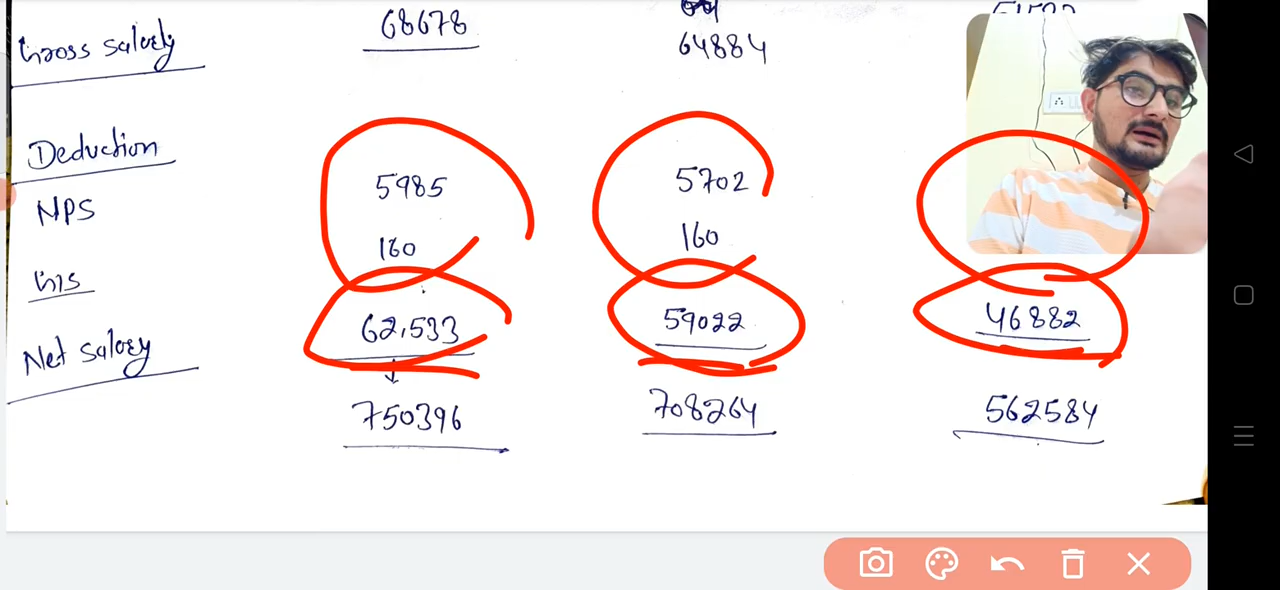 Gross Salary 68678 64884
Deduction
NPS 5985 5702
GIS 160 160
Net Salary 62,533 59022 46882
750396 708264 562584